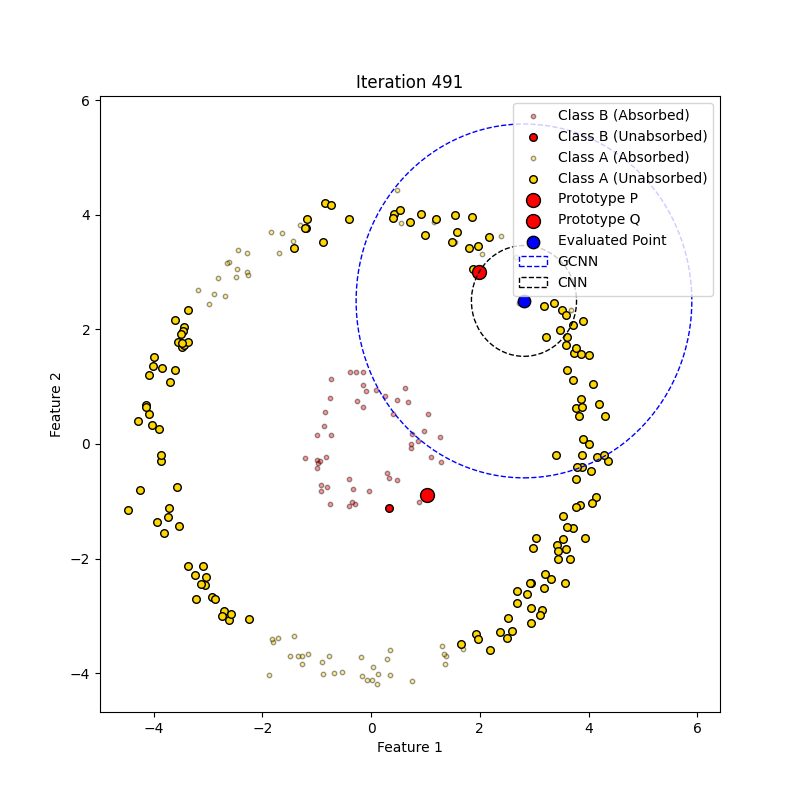 Iteration 491
Class B (Absorbed)
Class B (Unabsorbed)
Class A (Absorbed)
Class A (Unabsorbed)
Prototype P
Prototype Q
Evaluated Point
GCNN
CNN
6
4
2
0
−2
−4
Feature 2
−4
−2
0
2
4
6
Feature 1